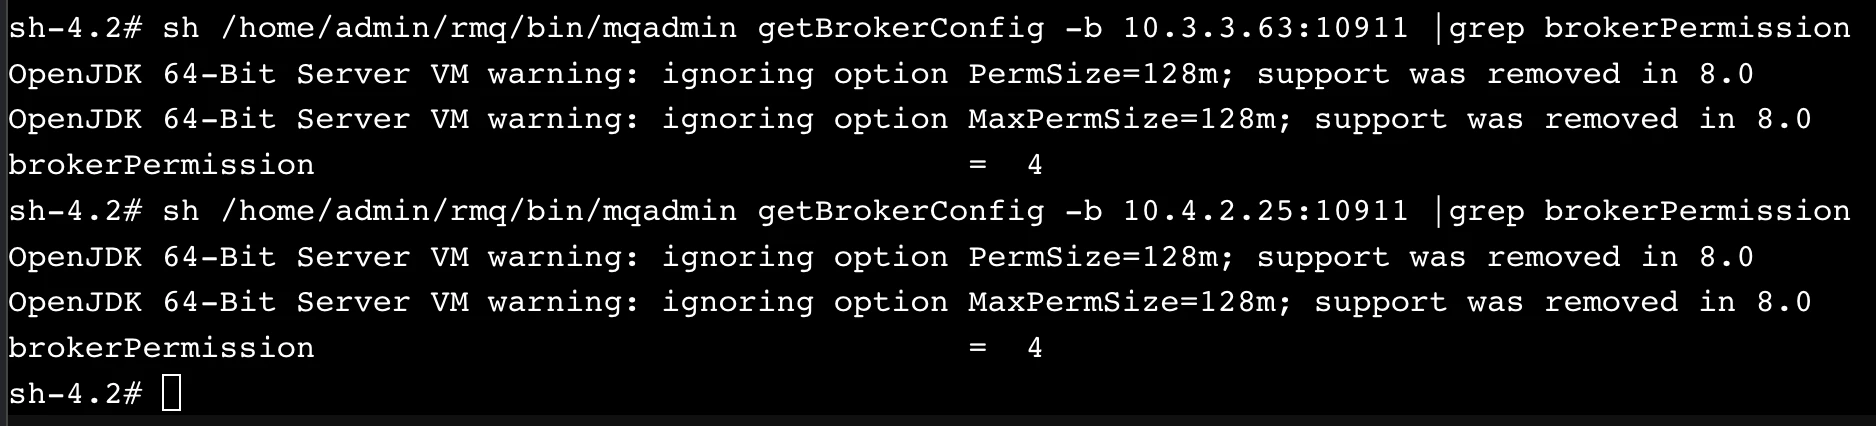 sh-4.2# sh /home/admin/rmq/bin/mqadmin getBrokerConfig -b 10.3.3.63:10911 |grep brokerPermission
OpenJDK 64-Bit Server VM warning: ignoring option PermSize=128m; support was removed in 8.0
OpenJDK 64-Bit Server VM warning: ignoring option MaxPermSize=128m; support was removed in 8.0
brokerPermission                                  =  4
sh-4.2# sh /home/admin/rmq/bin/mqadmin getBrokerConfig -b 10.4.2.25:10911 |grep brokerPermission
OpenJDK 64-Bit Server VM warning: ignoring option PermSize=128m; support was removed in 8.0
OpenJDK 64-Bit Server VM warning: ignoring option MaxPermSize=128m; support was removed in 8.0
brokerPermission                                  =  4
sh-4.2#